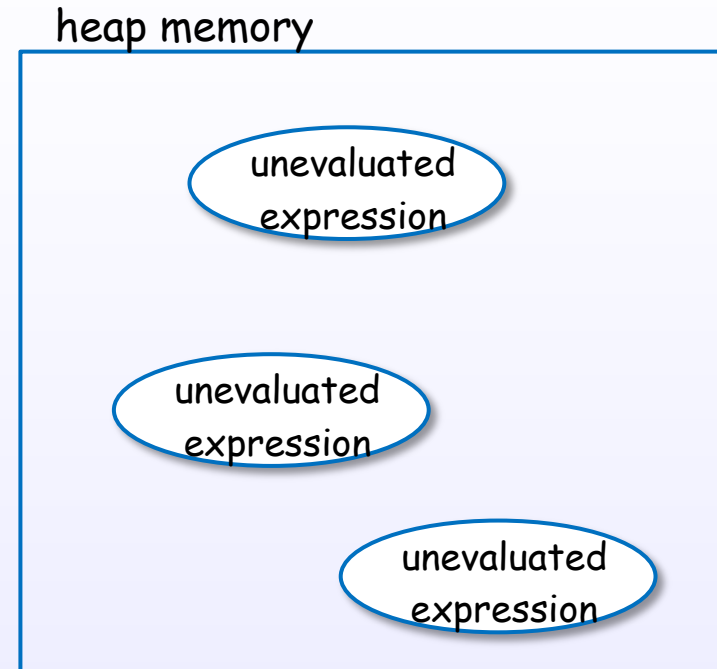 heap memory
unevaluated
expression
unevaluated
expression
unevaluated
expression